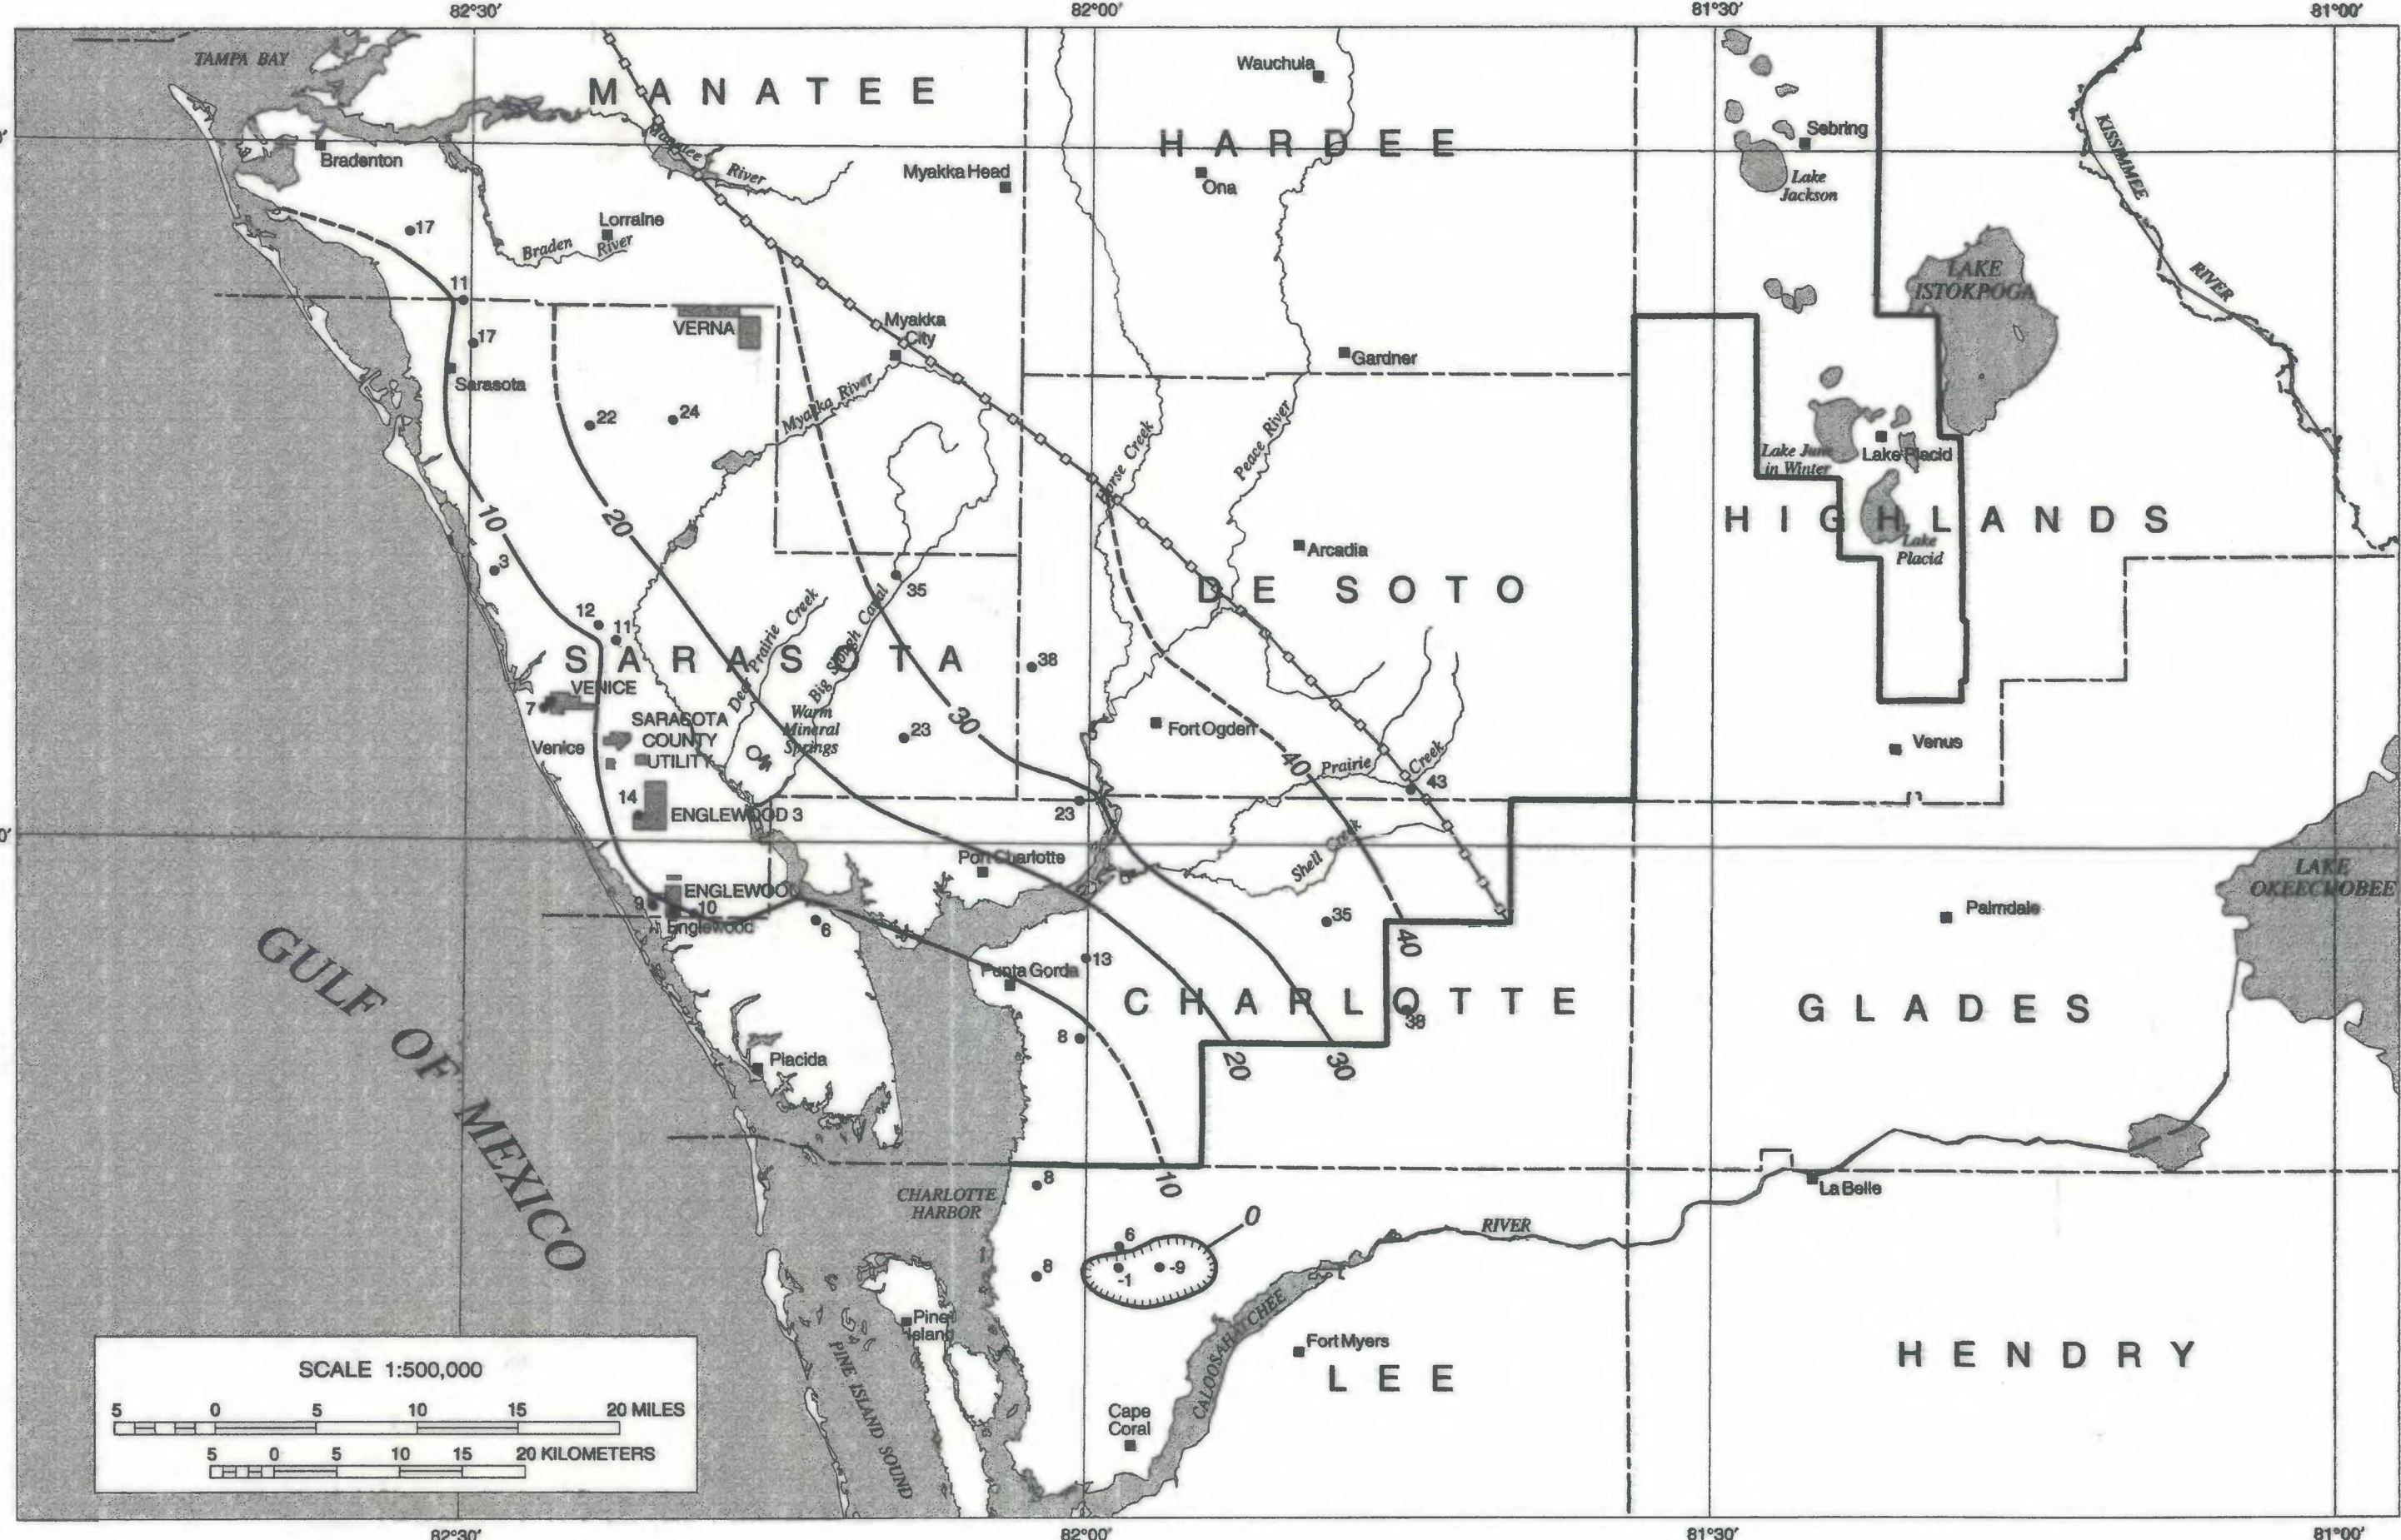 82°30′
82°00′
81°30′
81°00′
TAMPA BAY
MANATEE
Wauchula
HARDEE
KISSIMMEE
RIVER
Sebring
Bradenton
Manatee
River
Myakka Head
Ona
Lake
Jackson
17
Lorraine
Braden
River
11
LAKE
ISTOKPOGA
VERNA
Myakka
City
17
Gardner
Sarasota
Myakka River
22
24
Horse Creek
Peace River
Lake June
in Winter
Lake Placid
10
20
HIGHLANDS
Arcadia
Lake
Placid
3
35
DE SOTO
12
11
Deer Prairie Creek
Big Slough Canal
SARASOTA
38
VENICE
7
SARASOTA
COUNTY
UTILITY
Warm
Mineral
Springs
30
23
Fort Ogden
Venice
Venus
40
Prairie
Creek
43
14
ENGLEWOOD 3
23
Shell Creek
Port Charlotte
LAKE
OKEECHOBEE
ENGLEWOOD
9
10
Englewood
6
35
Palmdale
40
GULF OF MEXICO
13
Punta Gorda
CHARLOTTE
GLADES
38
8
20
30
Placida
10
8
CHARLOTTE
HARBOR
La Belle
0
RIVER
6
8
-1
-9
Pine
Island
PINE ISLAND SOUND
CALOOSAHATCHEE
Fort Myers
LEE
HENDRY
Cape
Coral
SCALE 1:500,000
5 0 5 10 15 20 MILES
5 0 5 10 15 20 KILOMETERS
82°30′
82°00′
81°30′
81°00′